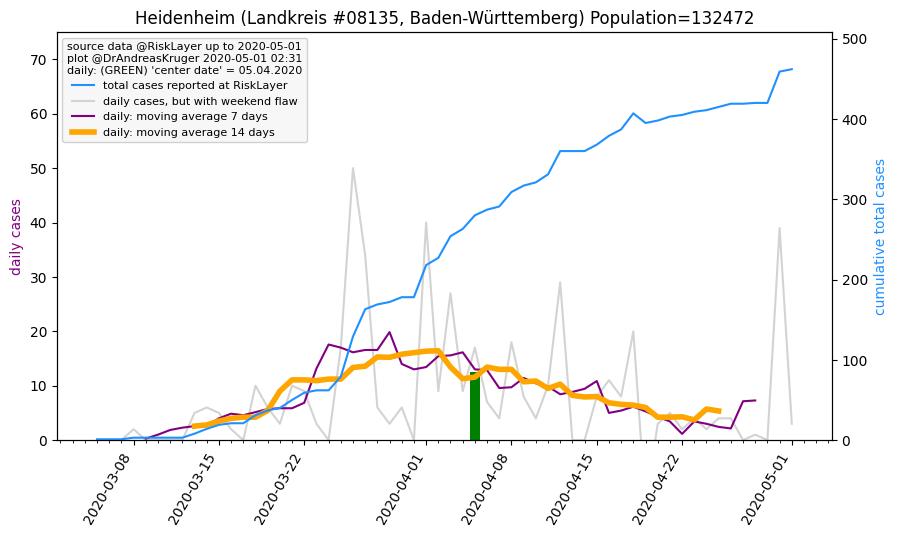 Heidenheim (Landkreis #08135, Baden-Württemberg) Population=132472
source data @RiskLayer up to 2020-05-01
plot @DrAndreasKruger 2020-05-01 02:31
daily: (GREEN) 'center date' = 05.04.2020
total cases reported at RiskLayer
daily cases, but with weekend flaw
daily: moving average 7 days
daily: moving average 14 days
daily cases
70
60
50
40
30
20
10
0
500
400
300
200
100
0
cumulative total cases
2020-03-08
2020-03-15
2020-03-22
2020-04-01
2020-04-08
2020-04-15
2020-04-22
2020-05-01